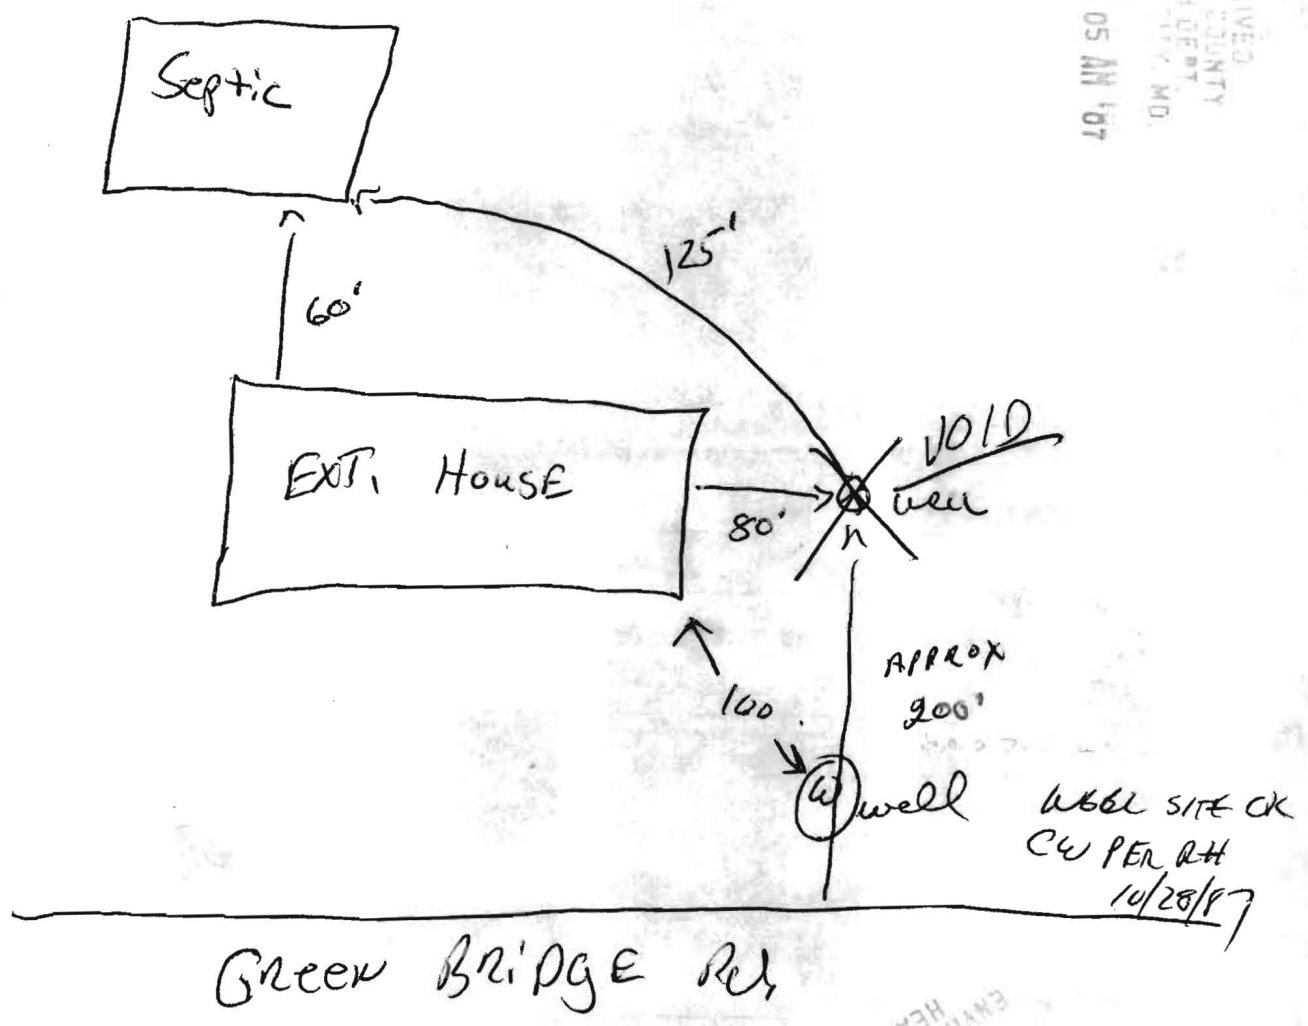 Septic
125'
60'
VOID
EXT. HOUSE
80'
well
APPROX
200'
100
W
well
WELL SITE OK
CW PER RH
10/28/87
GREEN BRIDGE Rd,
05 AM '87